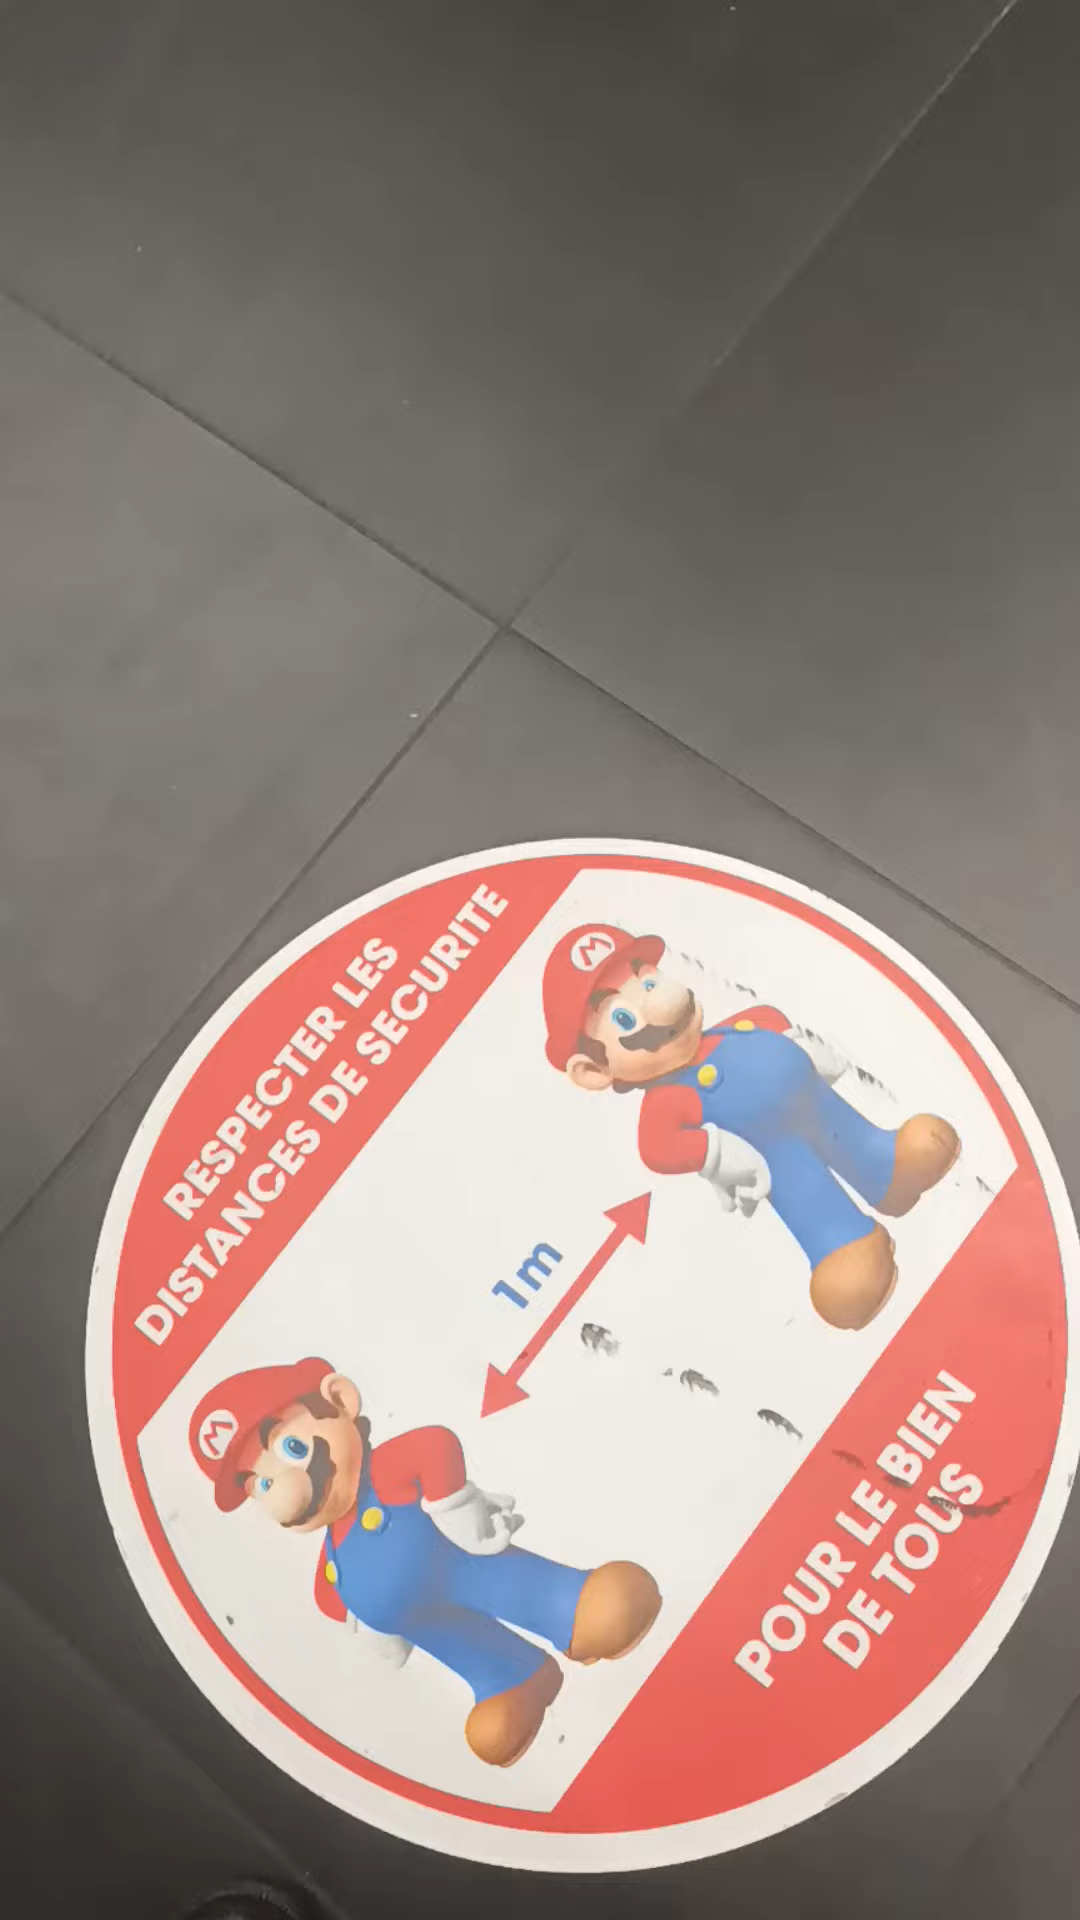 RESPECTER LES
DISTANCES DE SECURITE
M
1m
M
POUR LE BIEN
DE TOUS